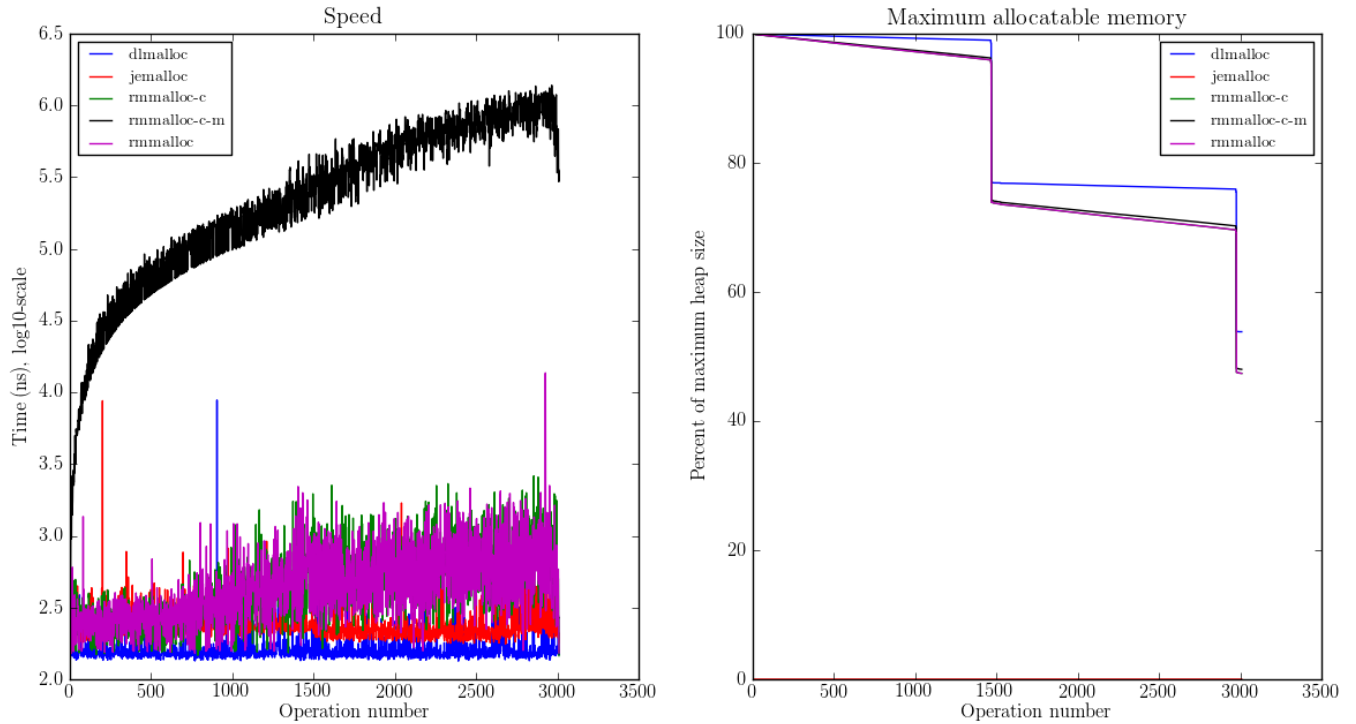 Speed
Time (ns), log10-scale
6.5
6.0
5.5
5.0
4.5
4.0
3.5
3.0
2.5
2.0
dlmalloc
jemalloc
rmmalloc-c
rmmalloc-c-m
rmmalloc
0 500 1000 1500 2000 2500 3000 3500
Operation number
Maximum allocatable memory
Percent of maximum heap size
100
80
60
40
20
0
dlmalloc
jemalloc
rmmalloc-c
rmmalloc-c-m
rmmalloc
0 500 1000 1500 2000 2500 3000 3500
Operation number